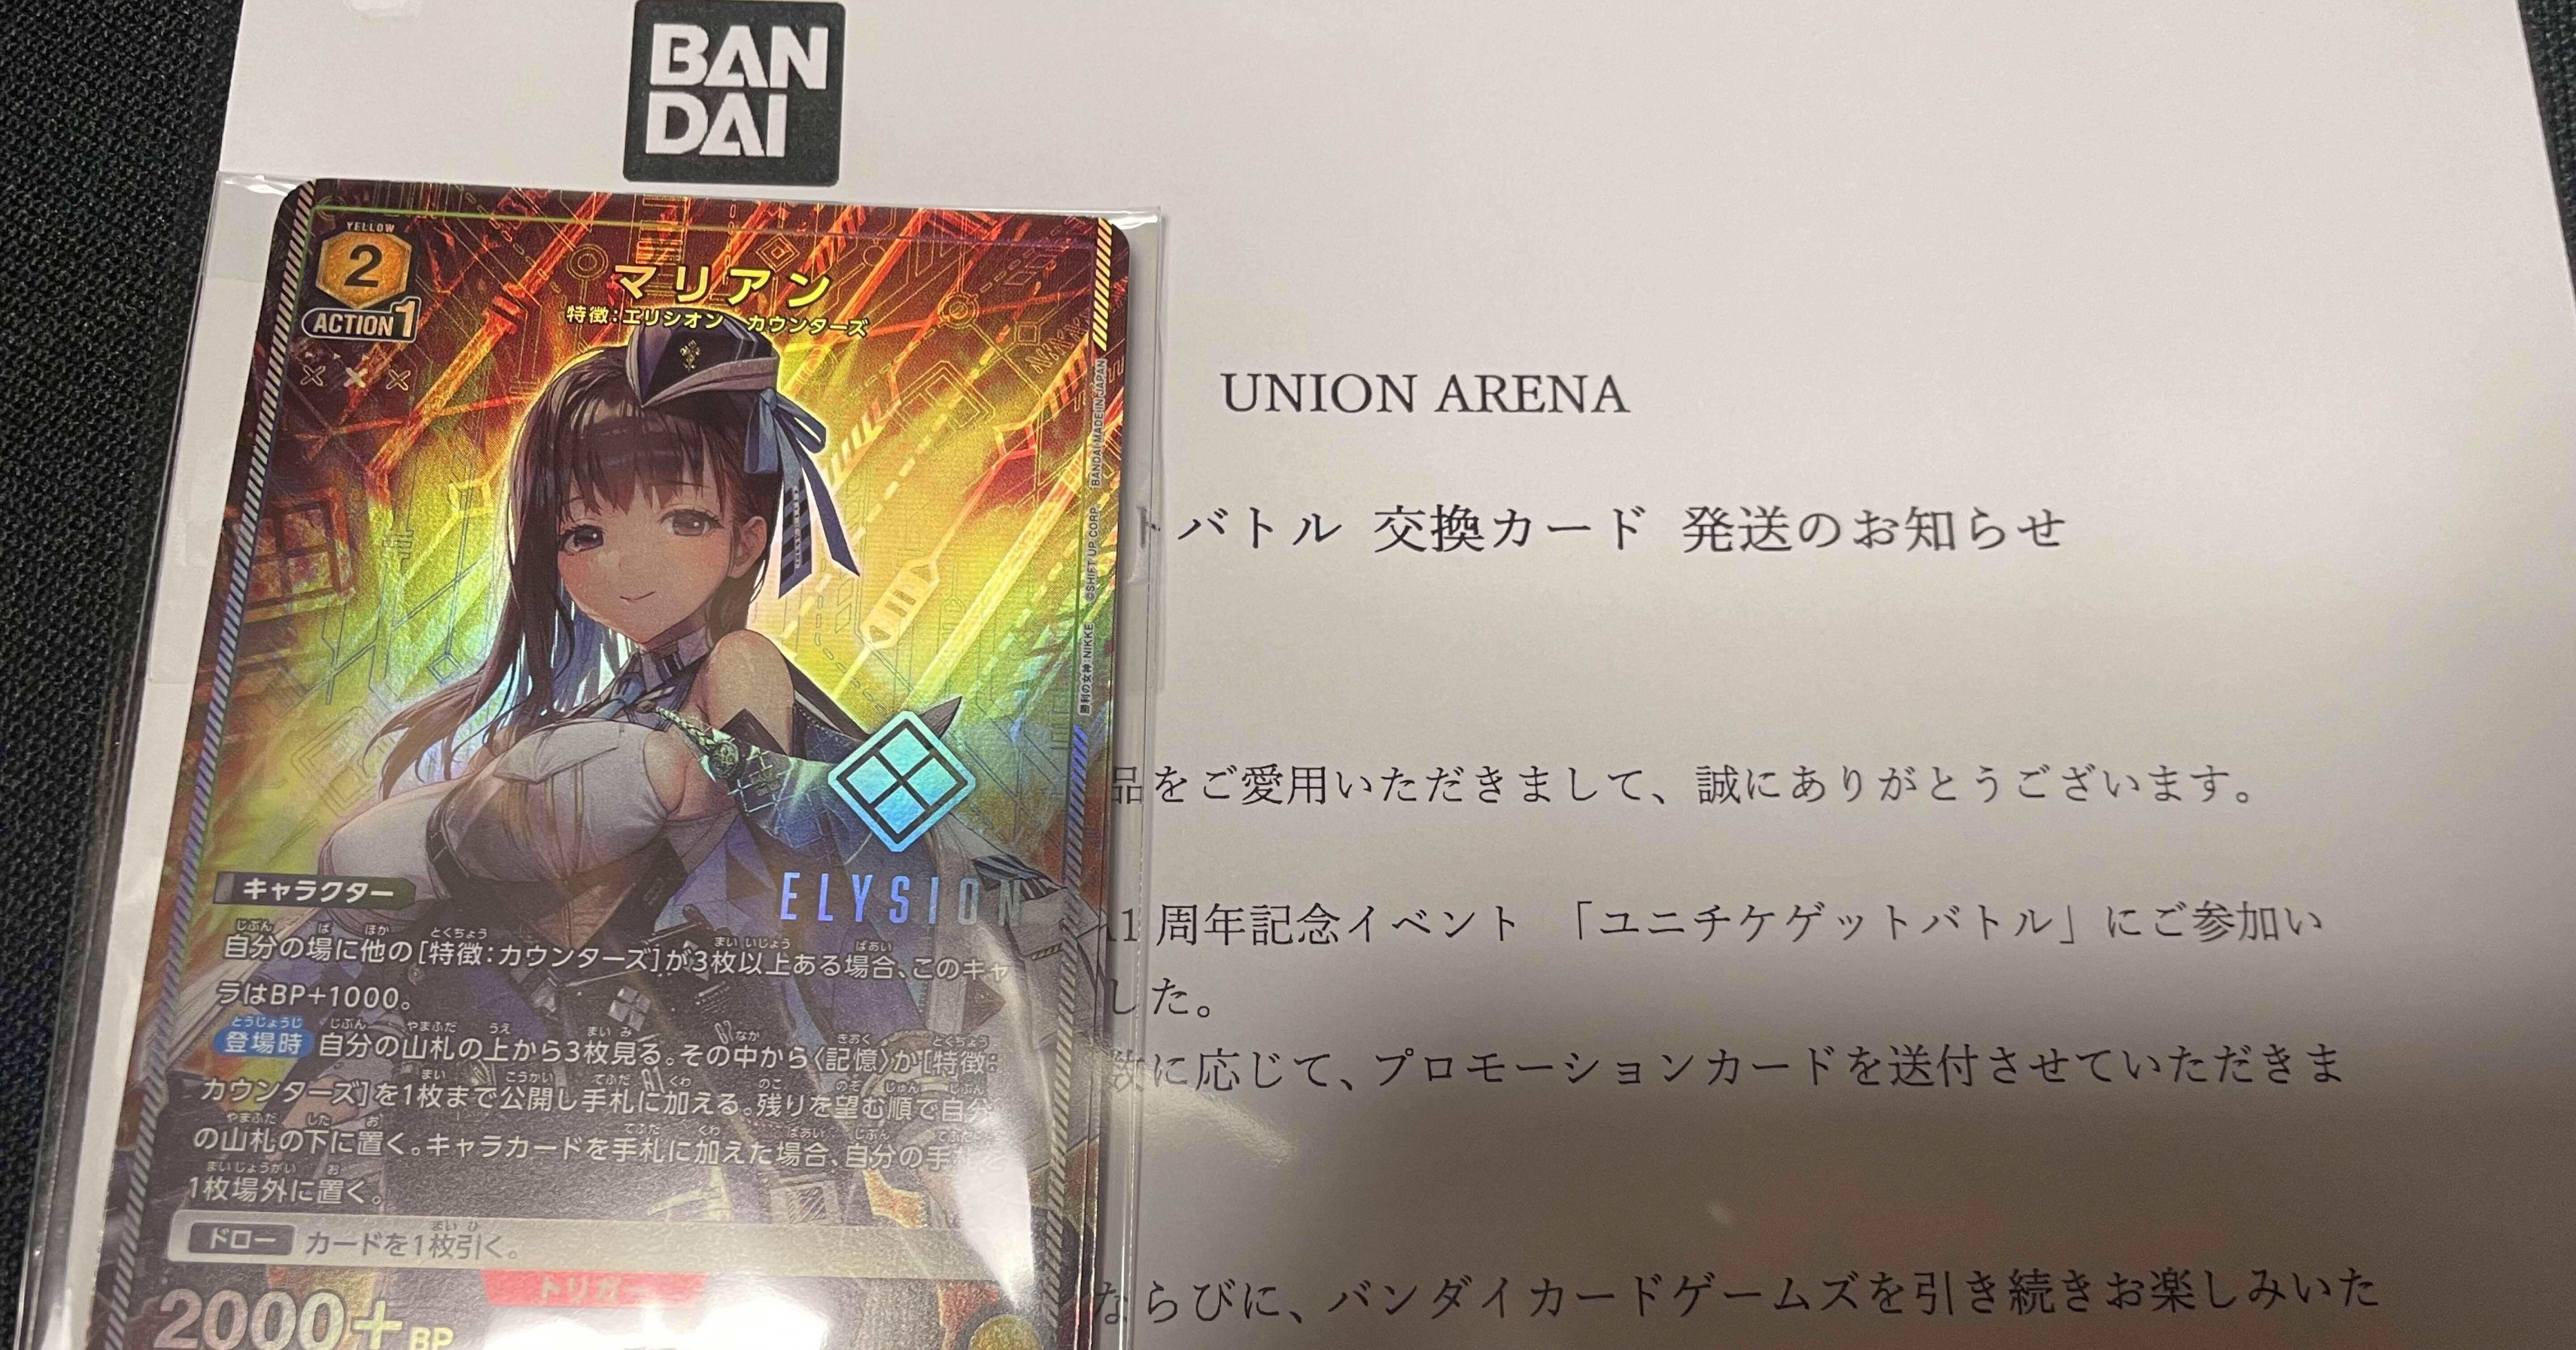 BAN
DAI
YELLOW
2
ACTION1
マリアン
特徴：エリシオン カウンターズ
勝利の女神：NIKKE ©SHIFT UP CORP. BANDAI MADE IN JAPAN
ELYSION
キャラクター
自分の場に他の[特徴：カウンターズ]が3枚以上ある場合、このキャ
ラはBP+1000。
登場時 自分の山札の上から3枚見る。その中から〈記憶〉か[特徴：
カウンターズ]を1枚まで公開し手札に加える。残りを望む順で自分
の山札の下に置く。キャラカードを手札に加えた場合、自分の手札を
1枚場外に置く。
ドロー カードを1枚引く。
トリガー
2000+BP
UNION ARENA
トバトル 交換カード 発送のお知らせ
品をご愛用いただきまして、誠にありがとうございます。
1周年記念イベント 「ユニチケゲットバトル」にご参加い
した。
数に応じて、プロモーションカードを送付させていただきま
ならびに、バンダイカードゲームズを引き続きお楽しみいた